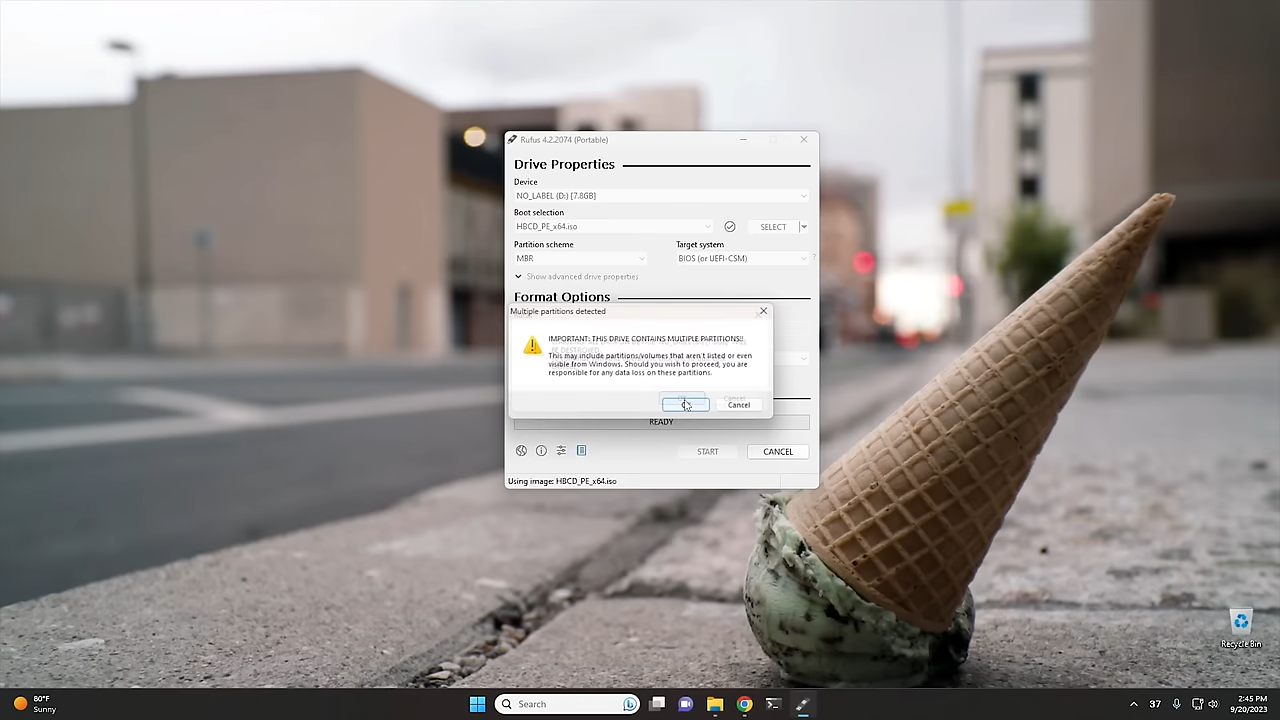 Rufus 4.2.2074 (Portable)
Drive Properties
Device
NO_LABEL (D:) [7.8GB]
Boot selection
HBCD_PE_x64.iso
SELECT
Partition scheme
Target system
MBR
BIOS (or UEFI-CSM)
?
Show advanced drive properties
Format Options
Multiple partitions detected
IMPORTANT: THIS DRIVE CONTAINS MULTIPLE PARTITIONS!!
This may include partitions/volumes that aren't listed or even
visible from Windows. Should you wish to proceed, you are
responsible for any data loss on these partitions.
Cancel
READY
START
CANCEL
Using image: HBCD_PE_x64.iso
Recycle Bin
80°F
Sunny
Search
37
2:45 PM
9/20/2023